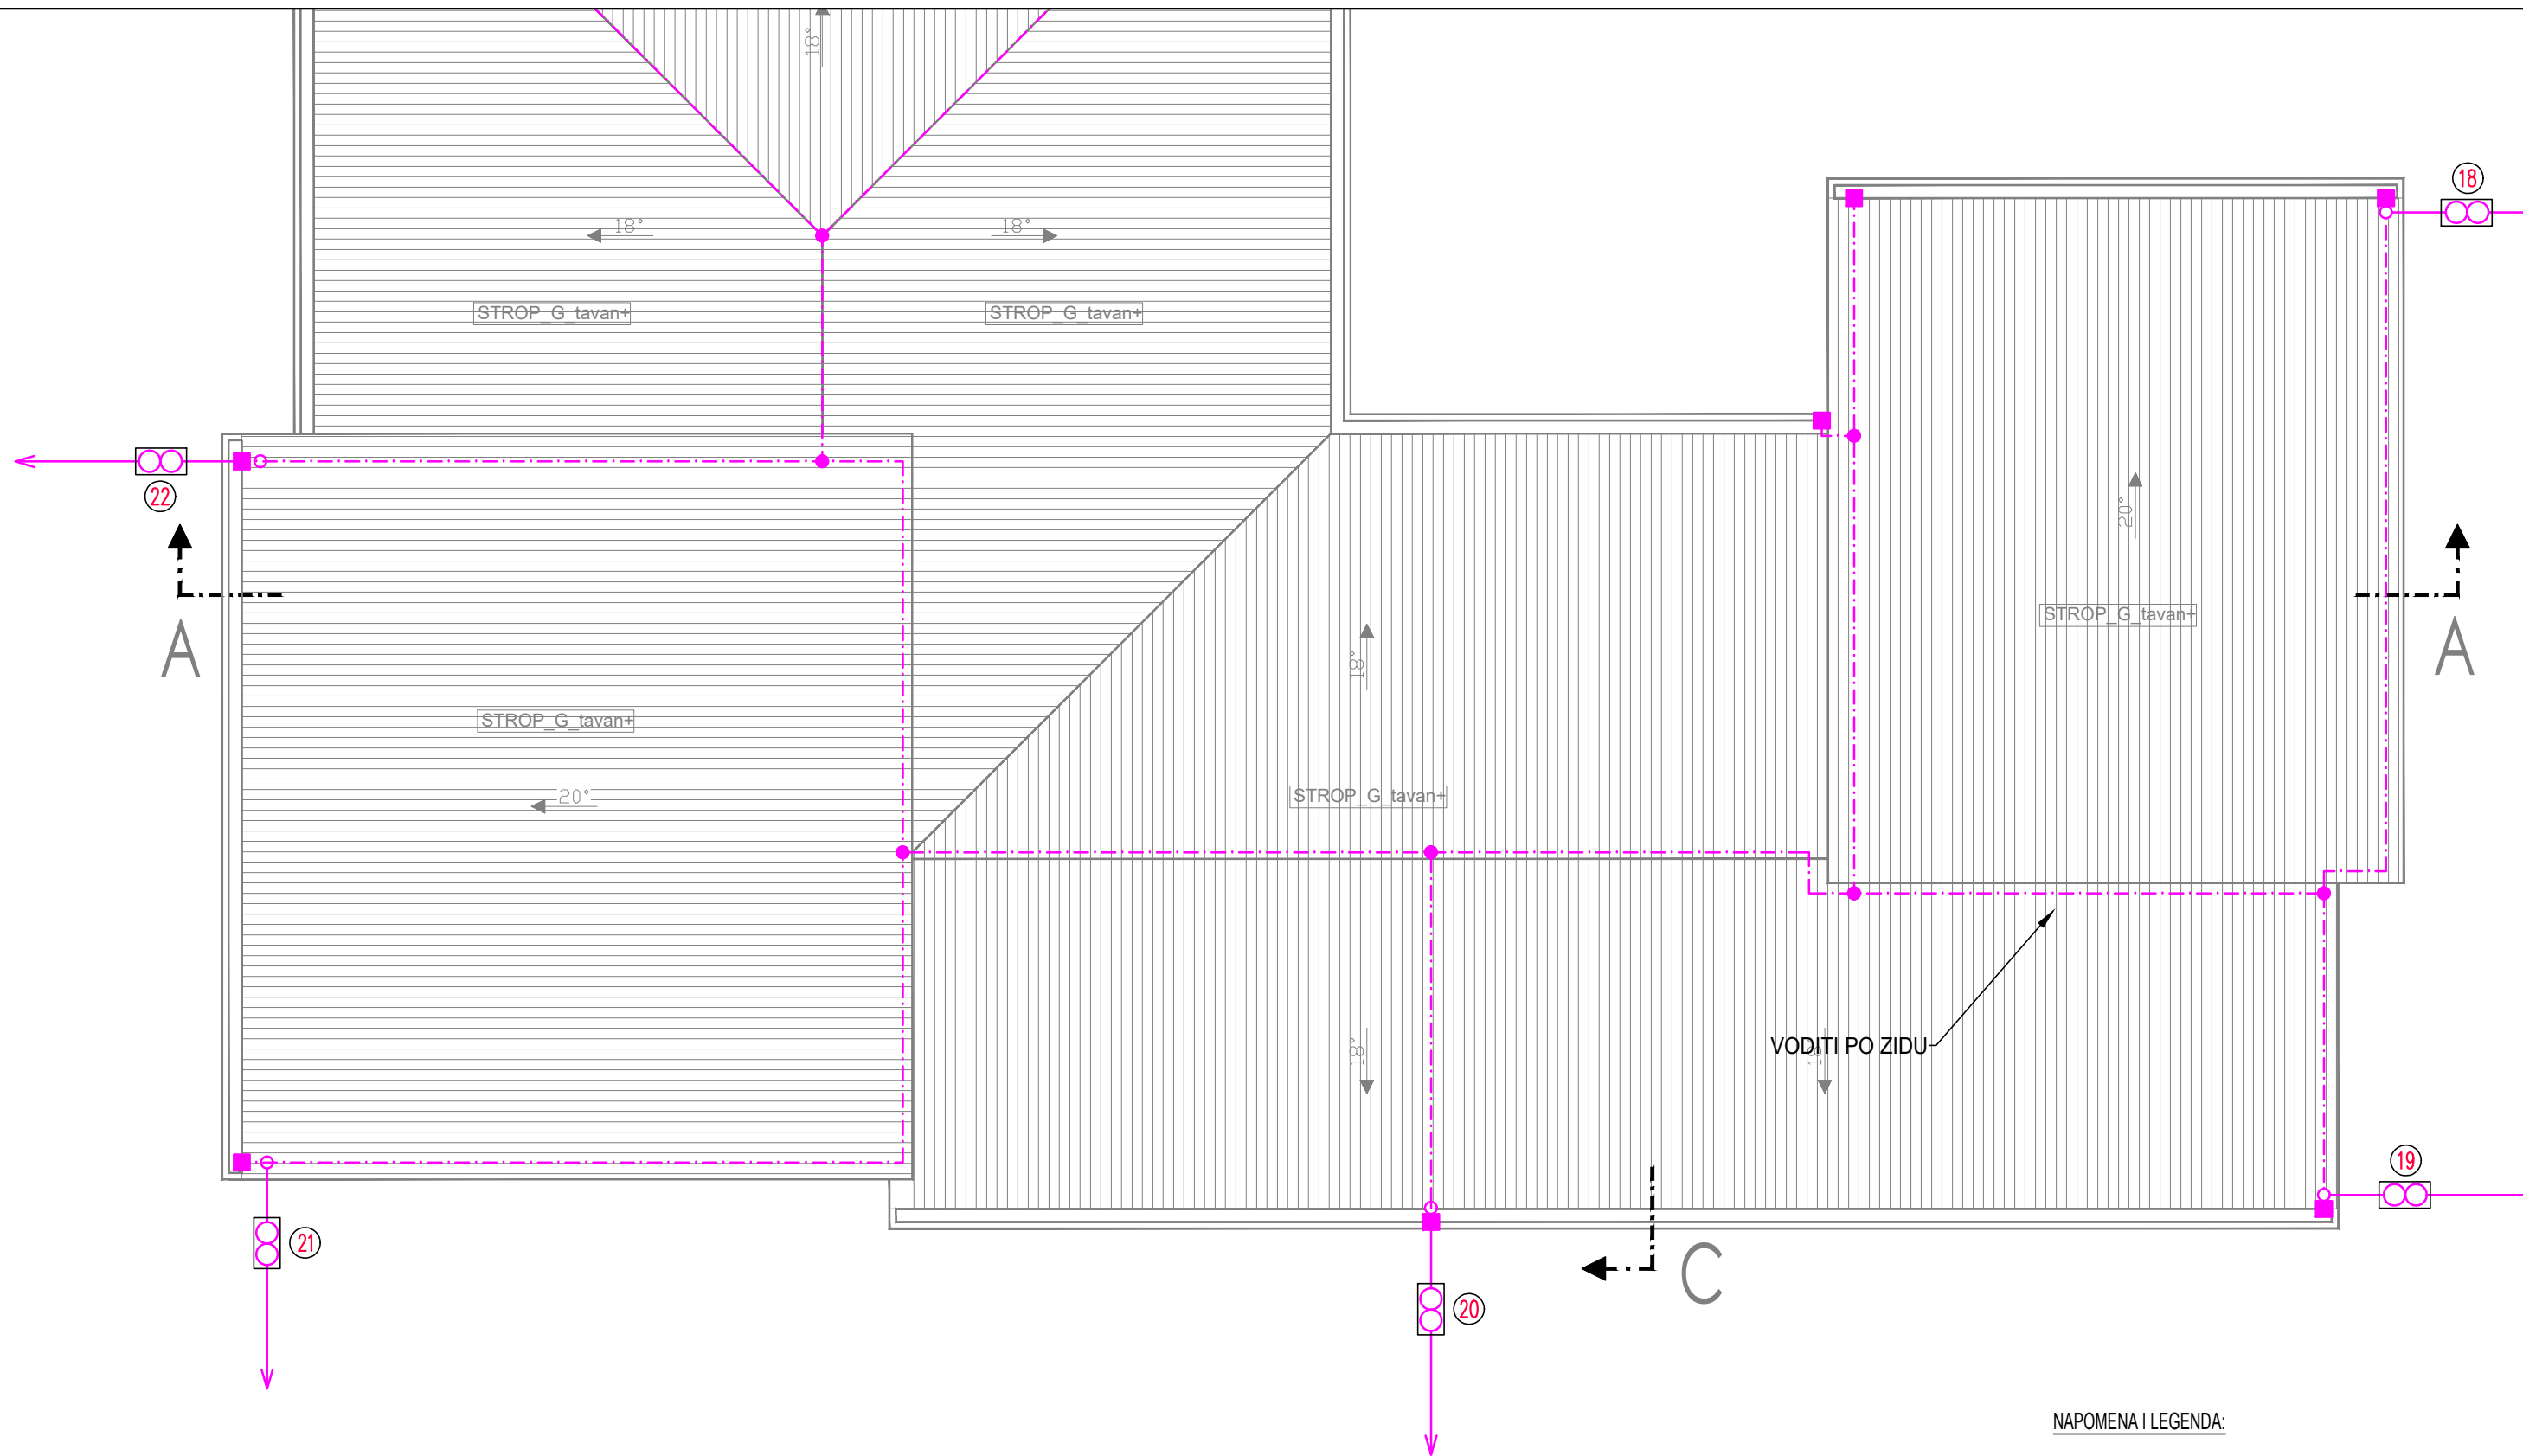 18°
18
18°
18°
STROP_G_tavan+
STROP_G_tavan+
22
20°
A
STROP_G_tavan+
A
18°
STROP_G_tavan+
20°
STROP_G_tavan+
18°
18°
VODITI PO ZIDU
19
21
C
20
NAPOMENA I LEGENDA: